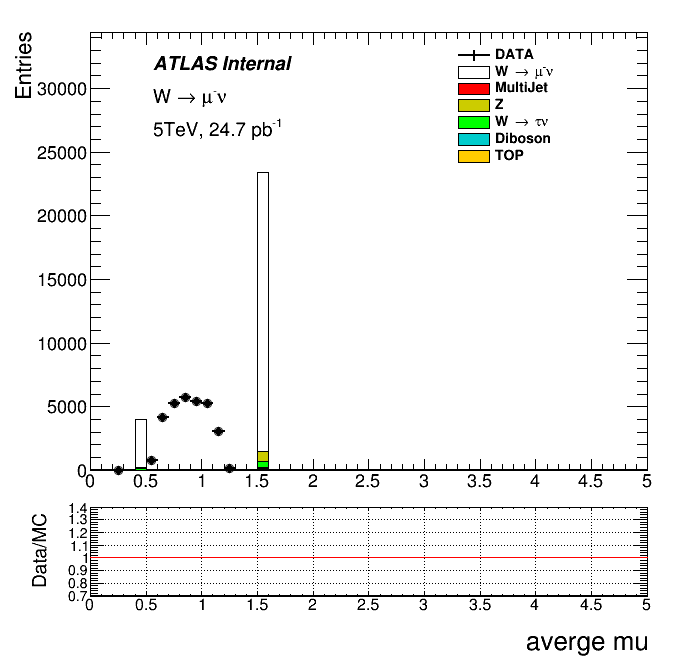 Entries
30000
25000
20000
15000
10000
5000
0
ATLAS Internal
W → μ⁻ν
5TeV, 24.7 pb⁻¹
DATA
W → μ⁻ν
MultiJet
Z
W → τν
Diboson
TOP
0 0.5 1 1.5 2 2.5 3 3.5 4 4.5 5
Data/MC
1.4
1.3
1.2
1.1
1
0.9
0.8
0.7
0 0.5 1 1.5 2 2.5 3 3.5 4 4.5 5
averge mu